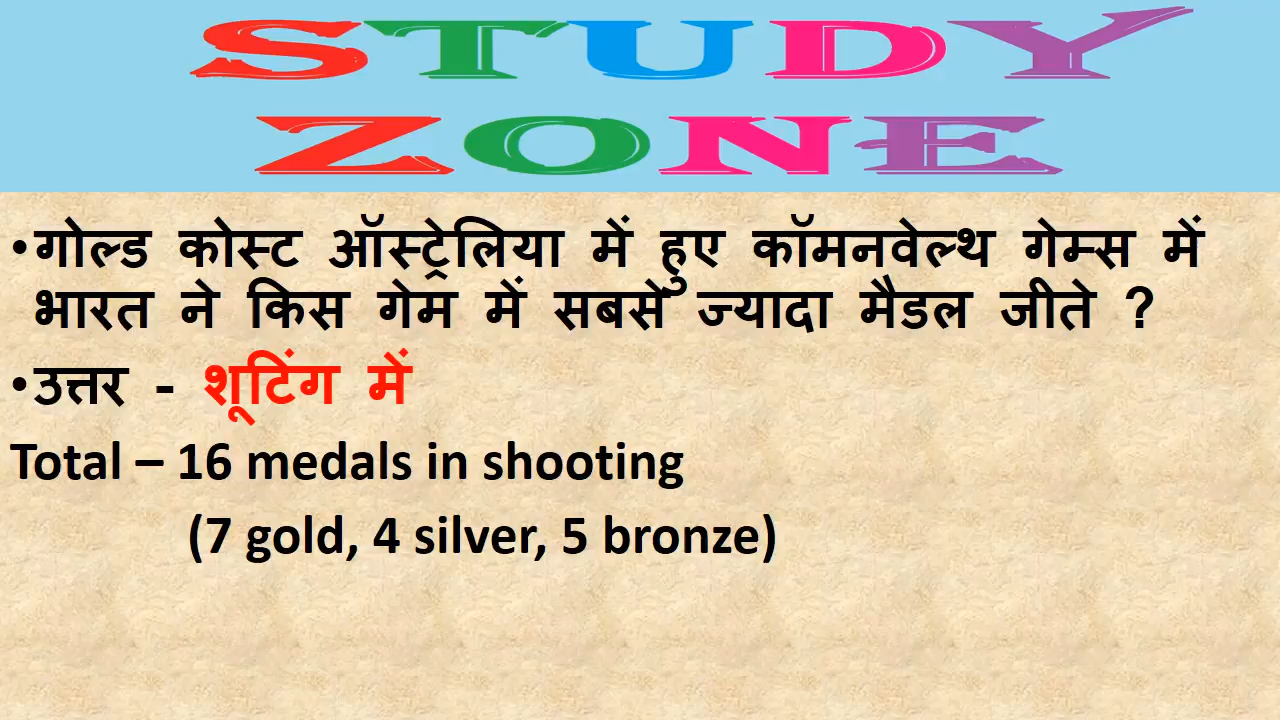 STUDY
ZONE
•गोल्ड कोस्ट ऑस्ट्रेलिया में हुए कॉमनवेल्थ गेम्स में
भारत ने किस गेम में सबसे ज्यादा मैडल जीते ?
•उत्तर - शूटिंग में
Total – 16 medals in shooting
(7 gold, 4 silver, 5 bronze)